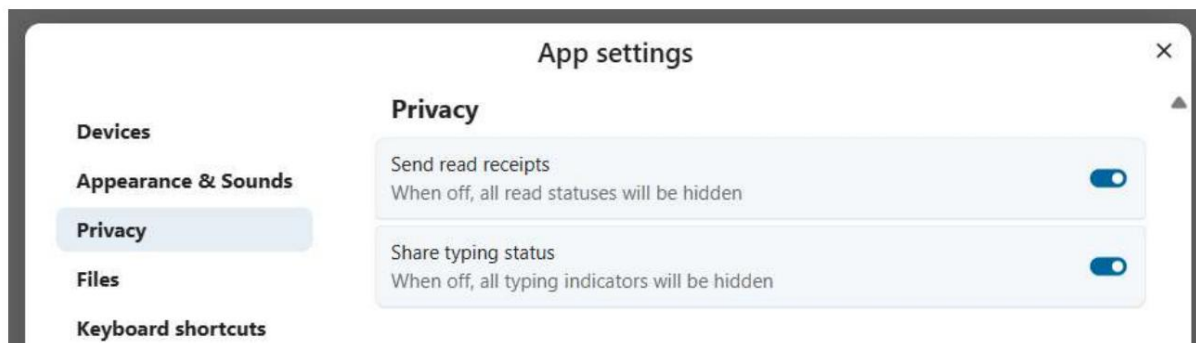 App settings
Devices
Appearance & Sounds
Privacy
Files
Keyboard shortcuts
Privacy
Send read receipts
When off, all read statuses will be hidden
Share typing status
When off, all typing indicators will be hidden